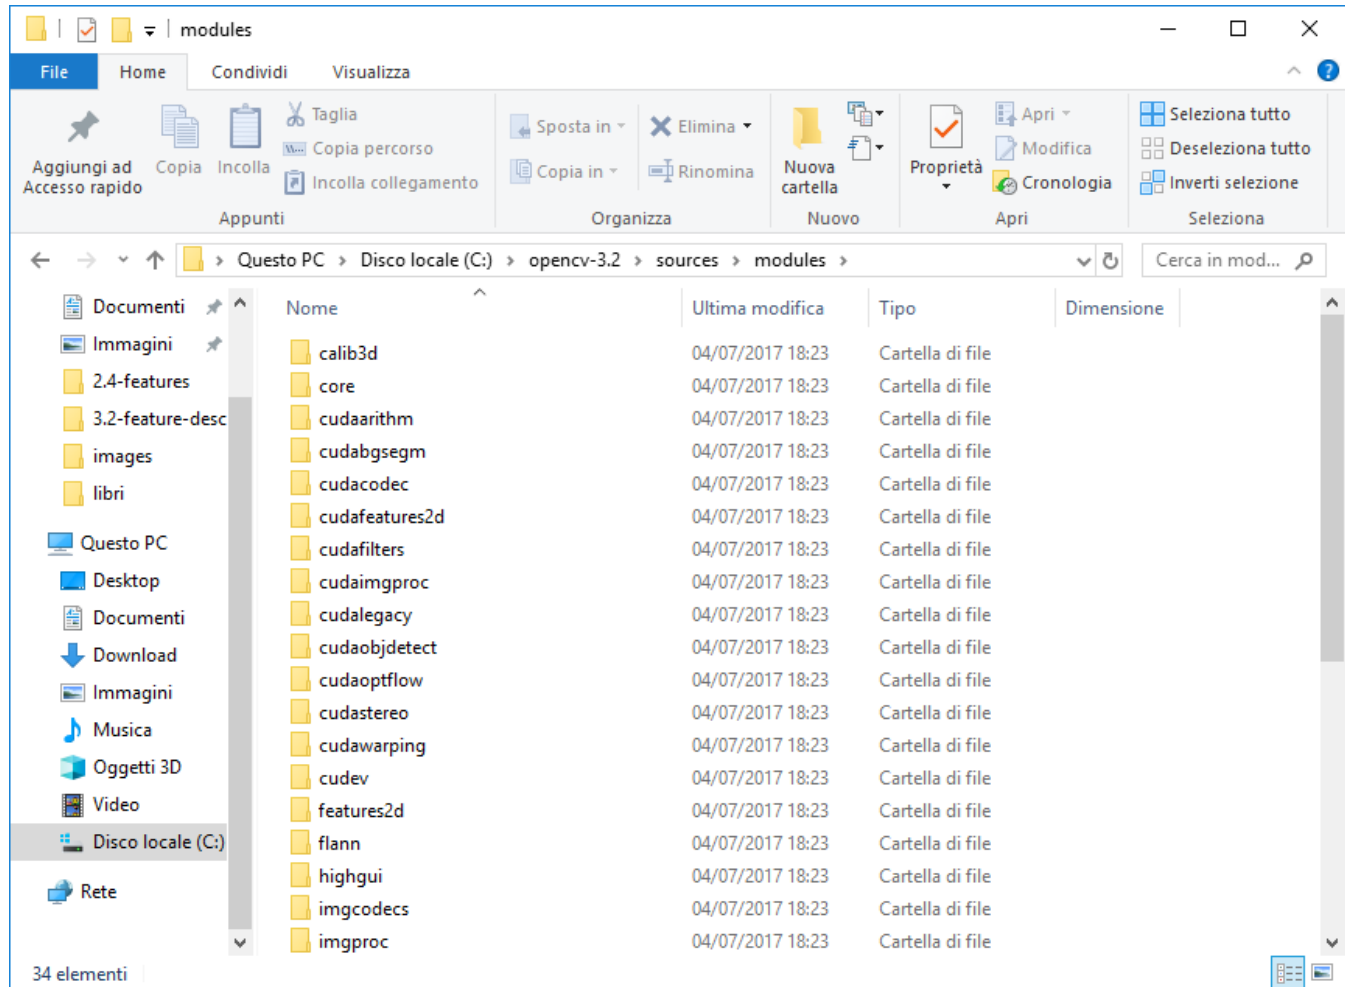 modules
File Home Condividi Visualizza
Aggiungi ad Accesso rapido
Copia
Incolla
Taglia
Copia percorso
Incolla collegamento
Appunti
Sposta in
Copia in
Elimina
Rinomina
Organizza
Nuova cartella
Nuovo
Proprietà
Apri
Modifica
Cronologia
Apri
Seleziona tutto
Deseleziona tutto
Inverti selezione
Seleziona
Questo PC > Disco locale (C:) > opencv-3.2 > sources > modules >
Cerca in mod...
Documenti
Immagini
2.4-features
3.2-feature-desc
images
libri
Questo PC
Desktop
Documenti
Download
Immagini
Musica
Oggetti 3D
Video
Disco locale (C:)
Rete
Nome Ultima modifica Tipo Dimensione
calib3d 04/07/2017 18:23 Cartella di file
core 04/07/2017 18:23 Cartella di file
cudaarithm 04/07/2017 18:23 Cartella di file
cudabgsegm 04/07/2017 18:23 Cartella di file
cudacodec 04/07/2017 18:23 Cartella di file
cudafeatures2d 04/07/2017 18:23 Cartella di file
cudafilters 04/07/2017 18:23 Cartella di file
cudaimgproc 04/07/2017 18:23 Cartella di file
cudalegacy 04/07/2017 18:23 Cartella di file
cudaobjdetect 04/07/2017 18:23 Cartella di file
cudaoptflow 04/07/2017 18:23 Cartella di file
cudastereo 04/07/2017 18:23 Cartella di file
cudawarping 04/07/2017 18:23 Cartella di file
cudev 04/07/2017 18:23 Cartella di file
features2d 04/07/2017 18:23 Cartella di file
flann 04/07/2017 18:23 Cartella di file
highgui 04/07/2017 18:23 Cartella di file
imgcodecs 04/07/2017 18:23 Cartella di file
imgproc 04/07/2017 18:23 Cartella di file
34 elementi